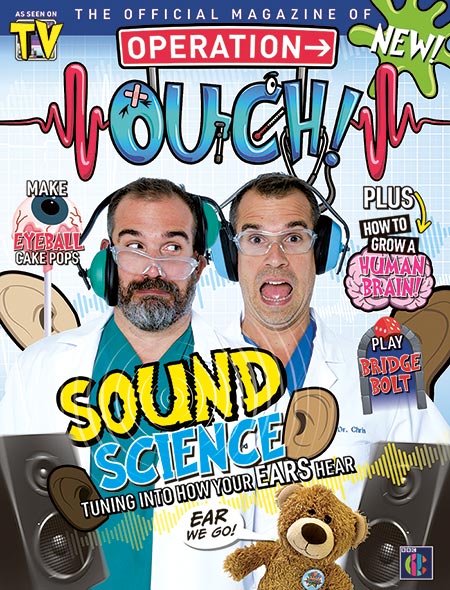 AS SEEN ON
TV
THE OFFICIAL MAGAZINE OF
OPERATION→
OUCH!
NEW!
MAKE
EYEBALL
CAKE POPS
PLUS
HOW TO
GROW A
HUMAN
BRAIN!
PLAY
BRIDGE
BOLT
Dr. Chris
SOUND
SCIENCE
TUNING INTO HOW YOUR EARS HEAR
EAR
WE GO!
BBC